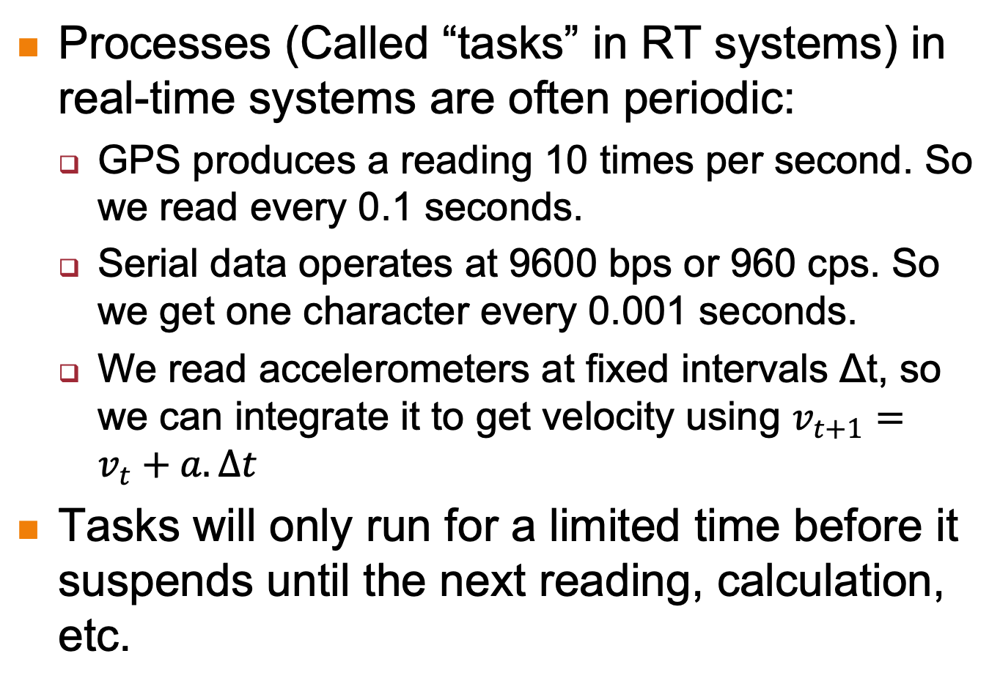 Processes (Called “tasks” in RT systems) in
real-time systems are often periodic:
GPS produces a reading 10 times per second. So
we read every 0.1 seconds.
Serial data operates at 9600 bps or 960 cps. So
we get one character every 0.001 seconds.
We read accelerometers at fixed intervals Δt, so
we can integrate it to get velocity using 𝑣ₜ₊₁ =
𝑣ₜ + 𝑎. Δ𝑡
Tasks will only run for a limited time before it
suspends until the next reading, calculation,
etc.